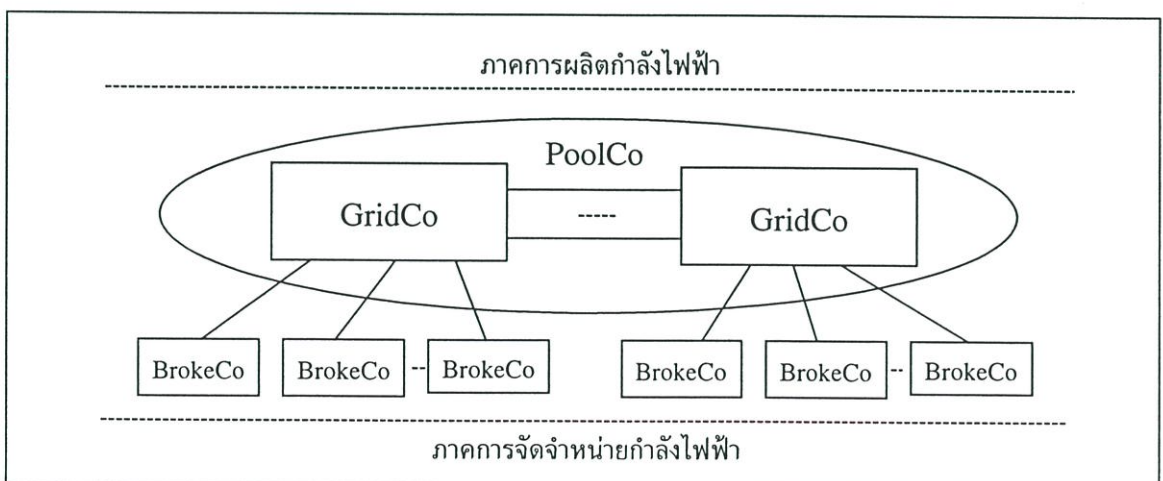 ภาคการผลิตกำลังไฟฟ้า
PoolCo
GridCo ----- GridCo
BrokeCo BrokeCo -- BrokeCo BrokeCo BrokeCo -- BrokeCo
ภาคการจัดจำหน่ายกำลังไฟฟ้า